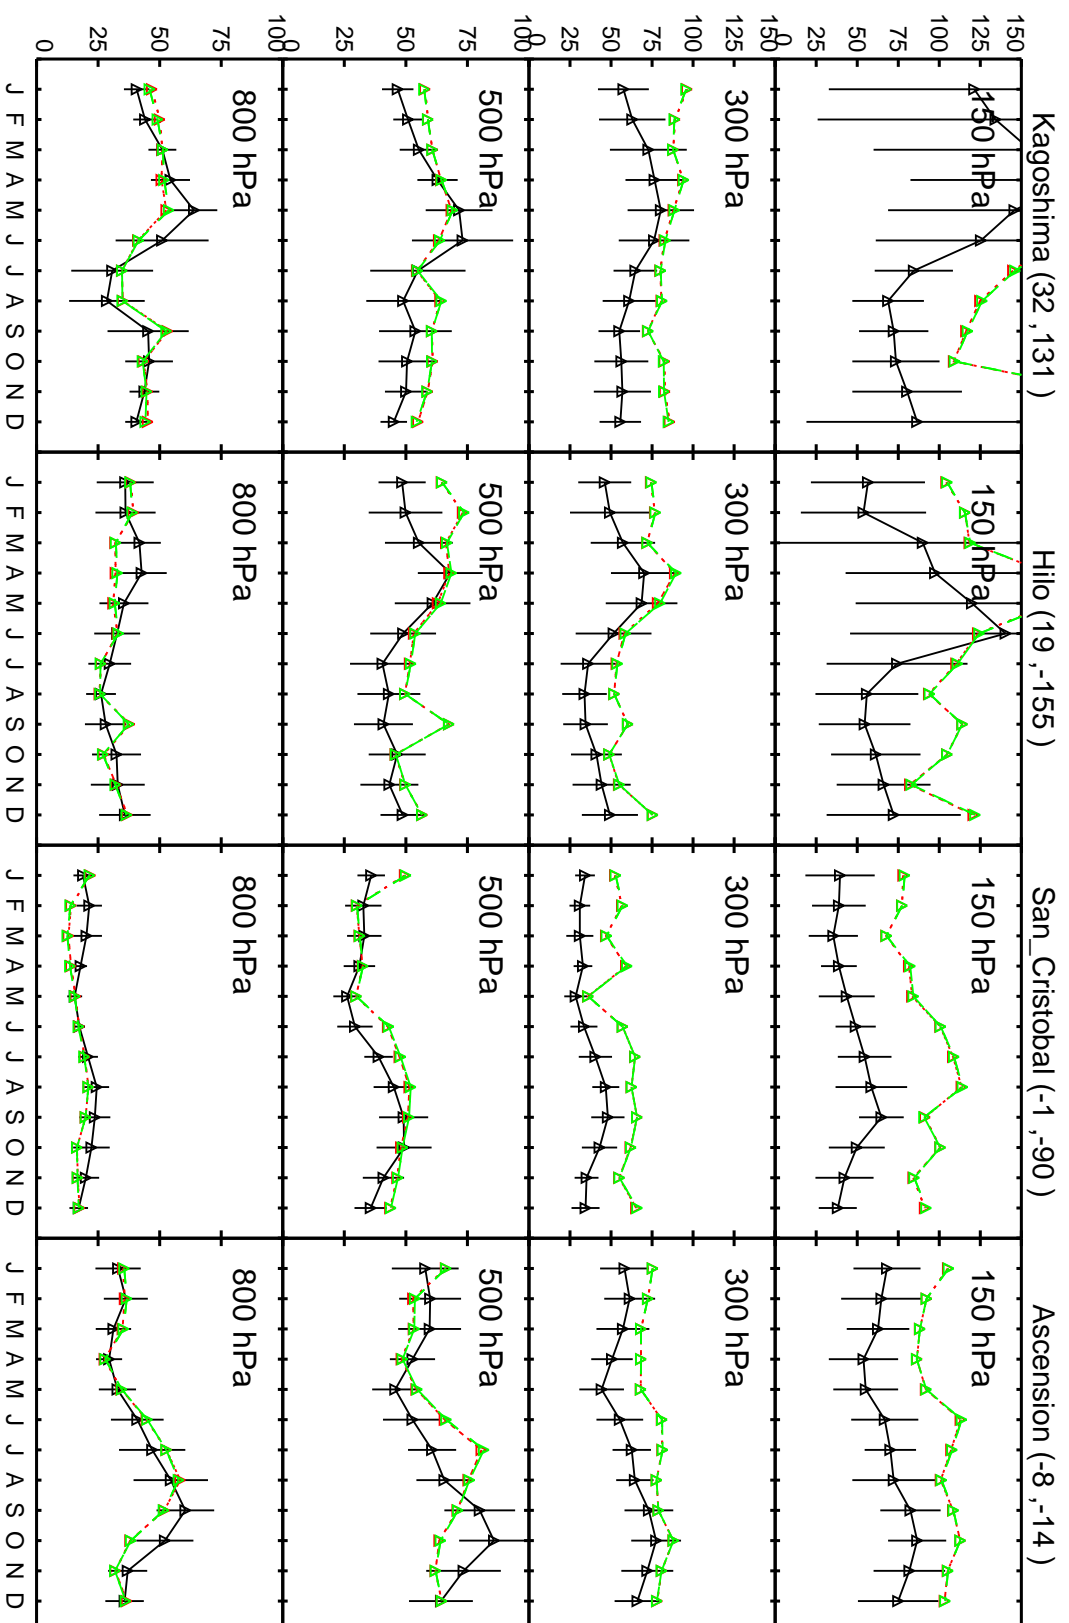 Kagoshima (32 ,131 )
Hilo (19 ,-155 )
San_Cristobal (-1 ,-90 )
Ascension (-8 ,-14 )
150
125
100
75
50
25
0
150 hPa
150 hPa
150 hPa
150 hPa
150
125
100
75
50
25
0
300 hPa
300 hPa
300 hPa
300 hPa
100
75
50
25
0
500 hPa
500 hPa
500 hPa
500 hPa
100
75
50
25
0
800 hPa
800 hPa
800 hPa
800 hPa
J F M A M J J A S O N D
J F M A M J J A S O N D
J F M A M J J A S O N D
J F M A M J J A S O N D